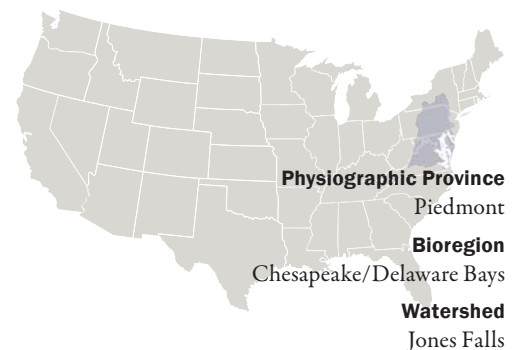 Physiographic Province
Piedmont
Bioregion
Chesapeake/Delaware Bays
Watershed
Jones Falls